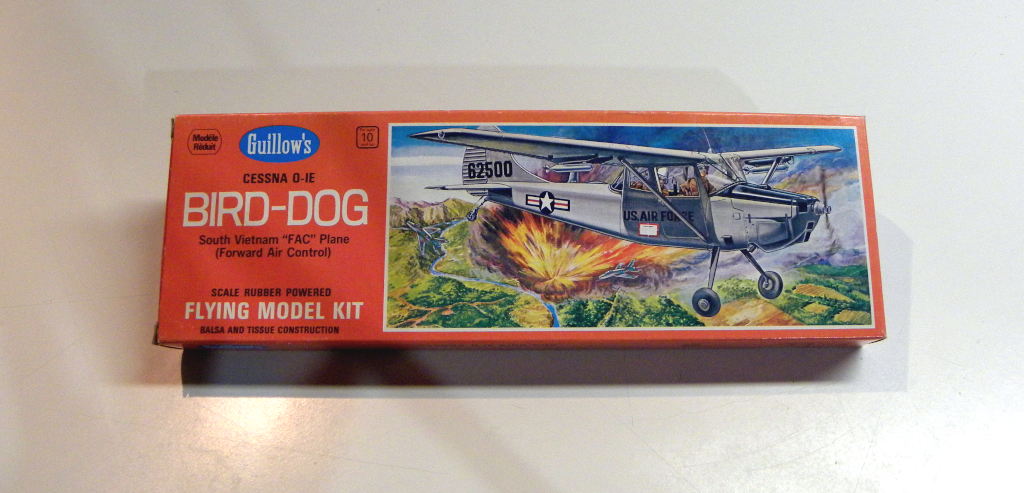 Modèle
Réduit
Guillow's
10
CESSNA O-IE
BIRD-DOG
South Vietnam "FAC" Plane
(Forward Air Control)
SCALE RUBBER POWERED
FLYING MODEL KIT
BALSA AND TISSUE CONSTRUCTION
62500
U.S. AIR FORCE